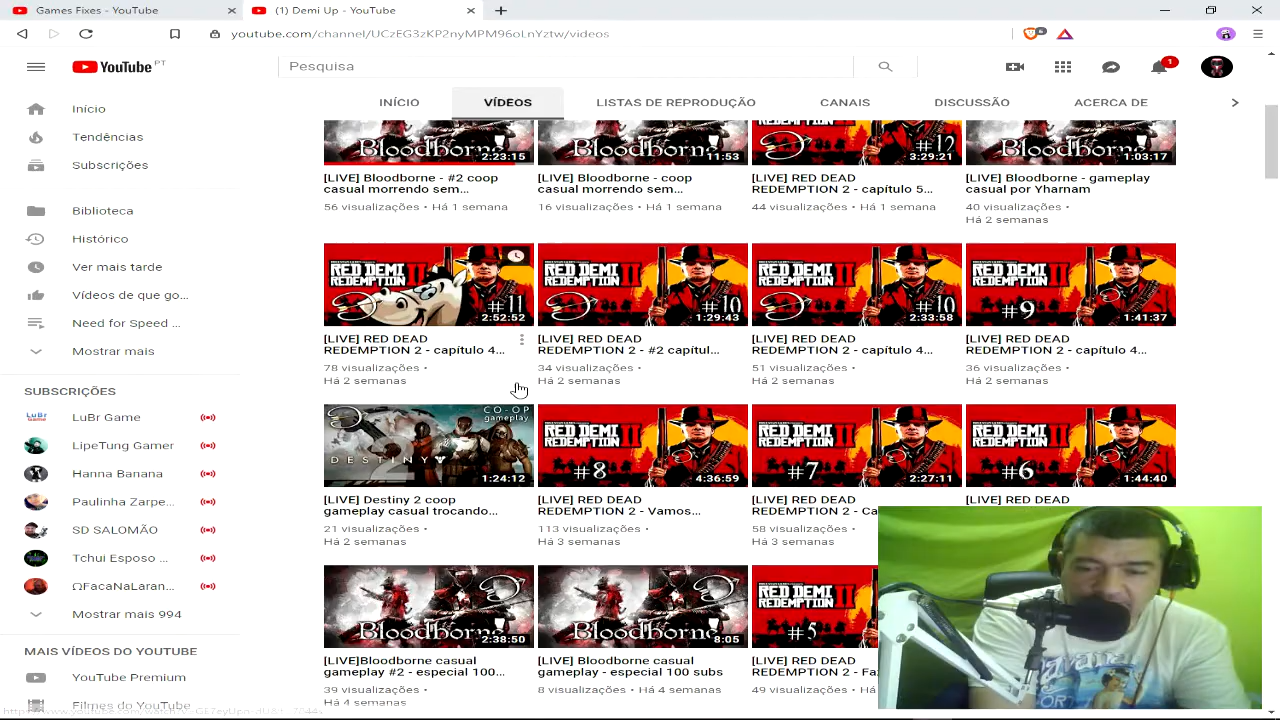 Games Fixes - YouTube
(1) Demi Up - YouTube
youtube.com/channel/UCzEG3zKP2nyMPM96oLnYztw/videos
YouTube PT
Pesquisa
1
INÍCIO
VÍDEOS
LISTAS DE REPRODUÇÃO
CANAIS
DISCUSSÃO
ACERCA DE
Início
Tendências
Subscrições
Biblioteca
Histórico
Ver mais tarde
Vídeos de que go...
Need for Speed ...
Mostrar mais
SUBSCRIÇÕES
LuBr Game
LuBr Game
Uni Tung Gamer
Hanna Banana
Paulinha Zarpe...
SD SALOMÃO
Tchui Esposo ...
QFacaNaLaran...
Mostrar mais 994
MAIS VÍDEOS DO YOUTUBE
YouTube Premium
Filmes do YouTube
Bloodborne
2:23:15
[LIVE] Bloodborne - #2 coop
casual morrendo sem...
56 visualizações • Há 1 semana
Bloodborne
11:53
[LIVE] Bloodborne - coop
casual morrendo sem...
16 visualizações • Há 1 semana
#12
3:29:21
[LIVE] RED DEAD
REDEMPTION 2 - capítulo 5...
44 visualizações • Há 1 semana
Bloodborne
1:03:17
[LIVE] Bloodborne - gameplay
casual por Yharnam
40 visualizações •
Há 2 semanas
RED DEMI
REDEMPTION II
#11
2:52:52
[LIVE] RED DEAD
REDEMPTION 2 - capítulo 4...
78 visualizações •
Há 2 semanas
RED DEMI
REDEMPTION II
#10
1:29:43
[LIVE] RED DEAD
REDEMPTION 2 - #2 capítul...
34 visualizações •
Há 2 semanas
RED DEMI
REDEMPTION II
#10
2:33:58
[LIVE] RED DEAD
REDEMPTION 2 - capítulo 4...
51 visualizações •
Há 2 semanas
RED DEMI
REDEMPTION II
#9
1:41:37
[LIVE] RED DEAD
REDEMPTION 2 - capítulo 4...
36 visualizações •
Há 2 semanas
CO-OP
gameplay
DESTINY
1:24:12
[LIVE] Destiny 2 coop
gameplay casual trocando...
21 visualizações •
Há 2 semanas
RED DEMI
REDEMPTION II
#8
4:36:59
[LIVE] RED DEAD
REDEMPTION 2 - Vamos...
113 visualizações •
Há 3 semanas
RED DEMI
REDEMPTION II
#7
2:27:11
[LIVE] RED DEAD
REDEMPTION 2 - Ca
58 visualizações •
Há 3 semanas
RED DEMI
REDEMPTION II
#6
1:44:40
[LIVE] RED DEAD
Bloodborne
2:38:50
[LIVE]Bloodborne casual
gameplay #2 - especial 100...
39 visualizações •
Há 4 semanas
Bloodborne
8:05
[LIVE] Bloodborne casual
gameplay - especial 100 subs
8 visualizações • Há 4 semanas
RED DEMI
REDEMPTION II
#5
[LIVE] RED DEAD
REDEMPTION 2 - Fa
49 visualizações • Há